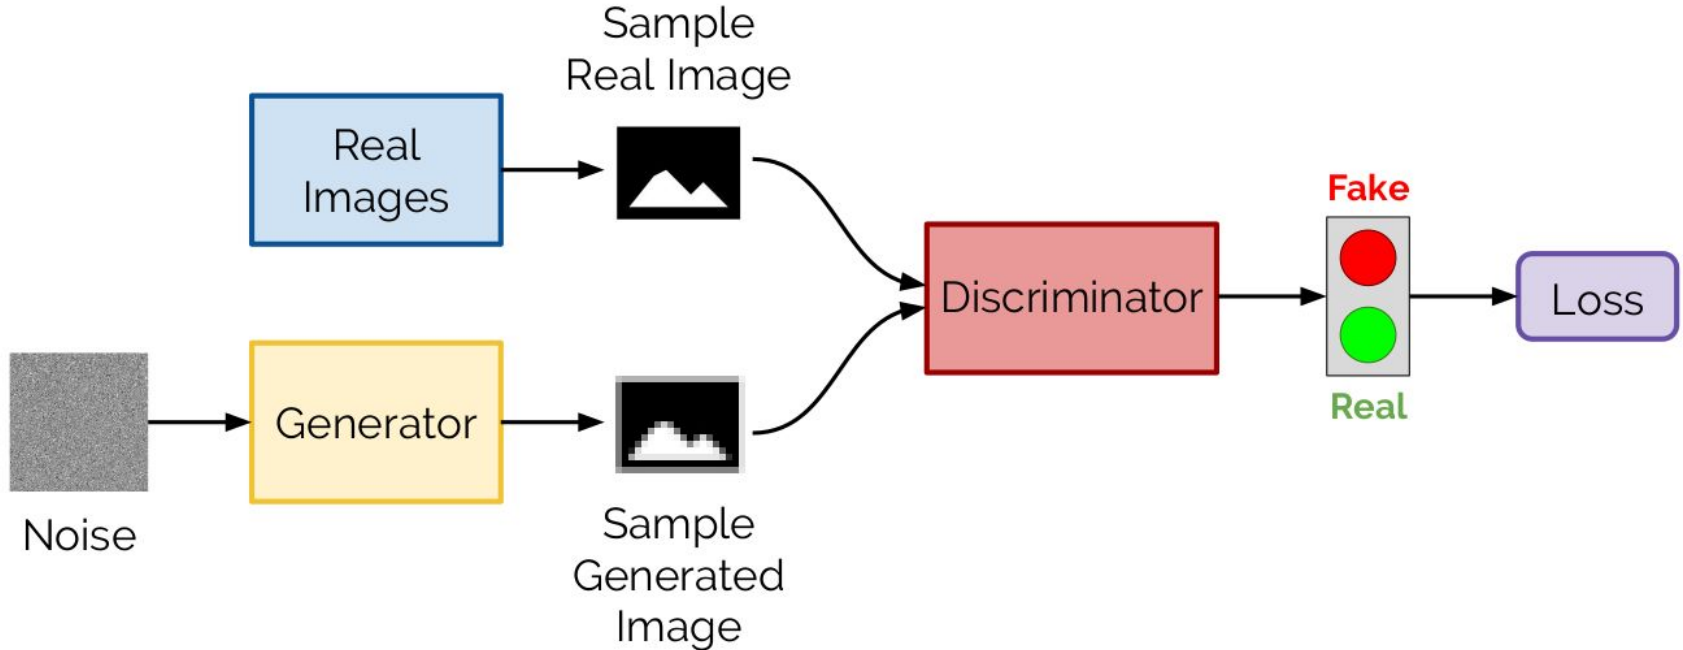 Sample
Real Image
Real
Images
Fake
Discriminator
Loss
Real
Generator
Noise
Sample
Generated
Image